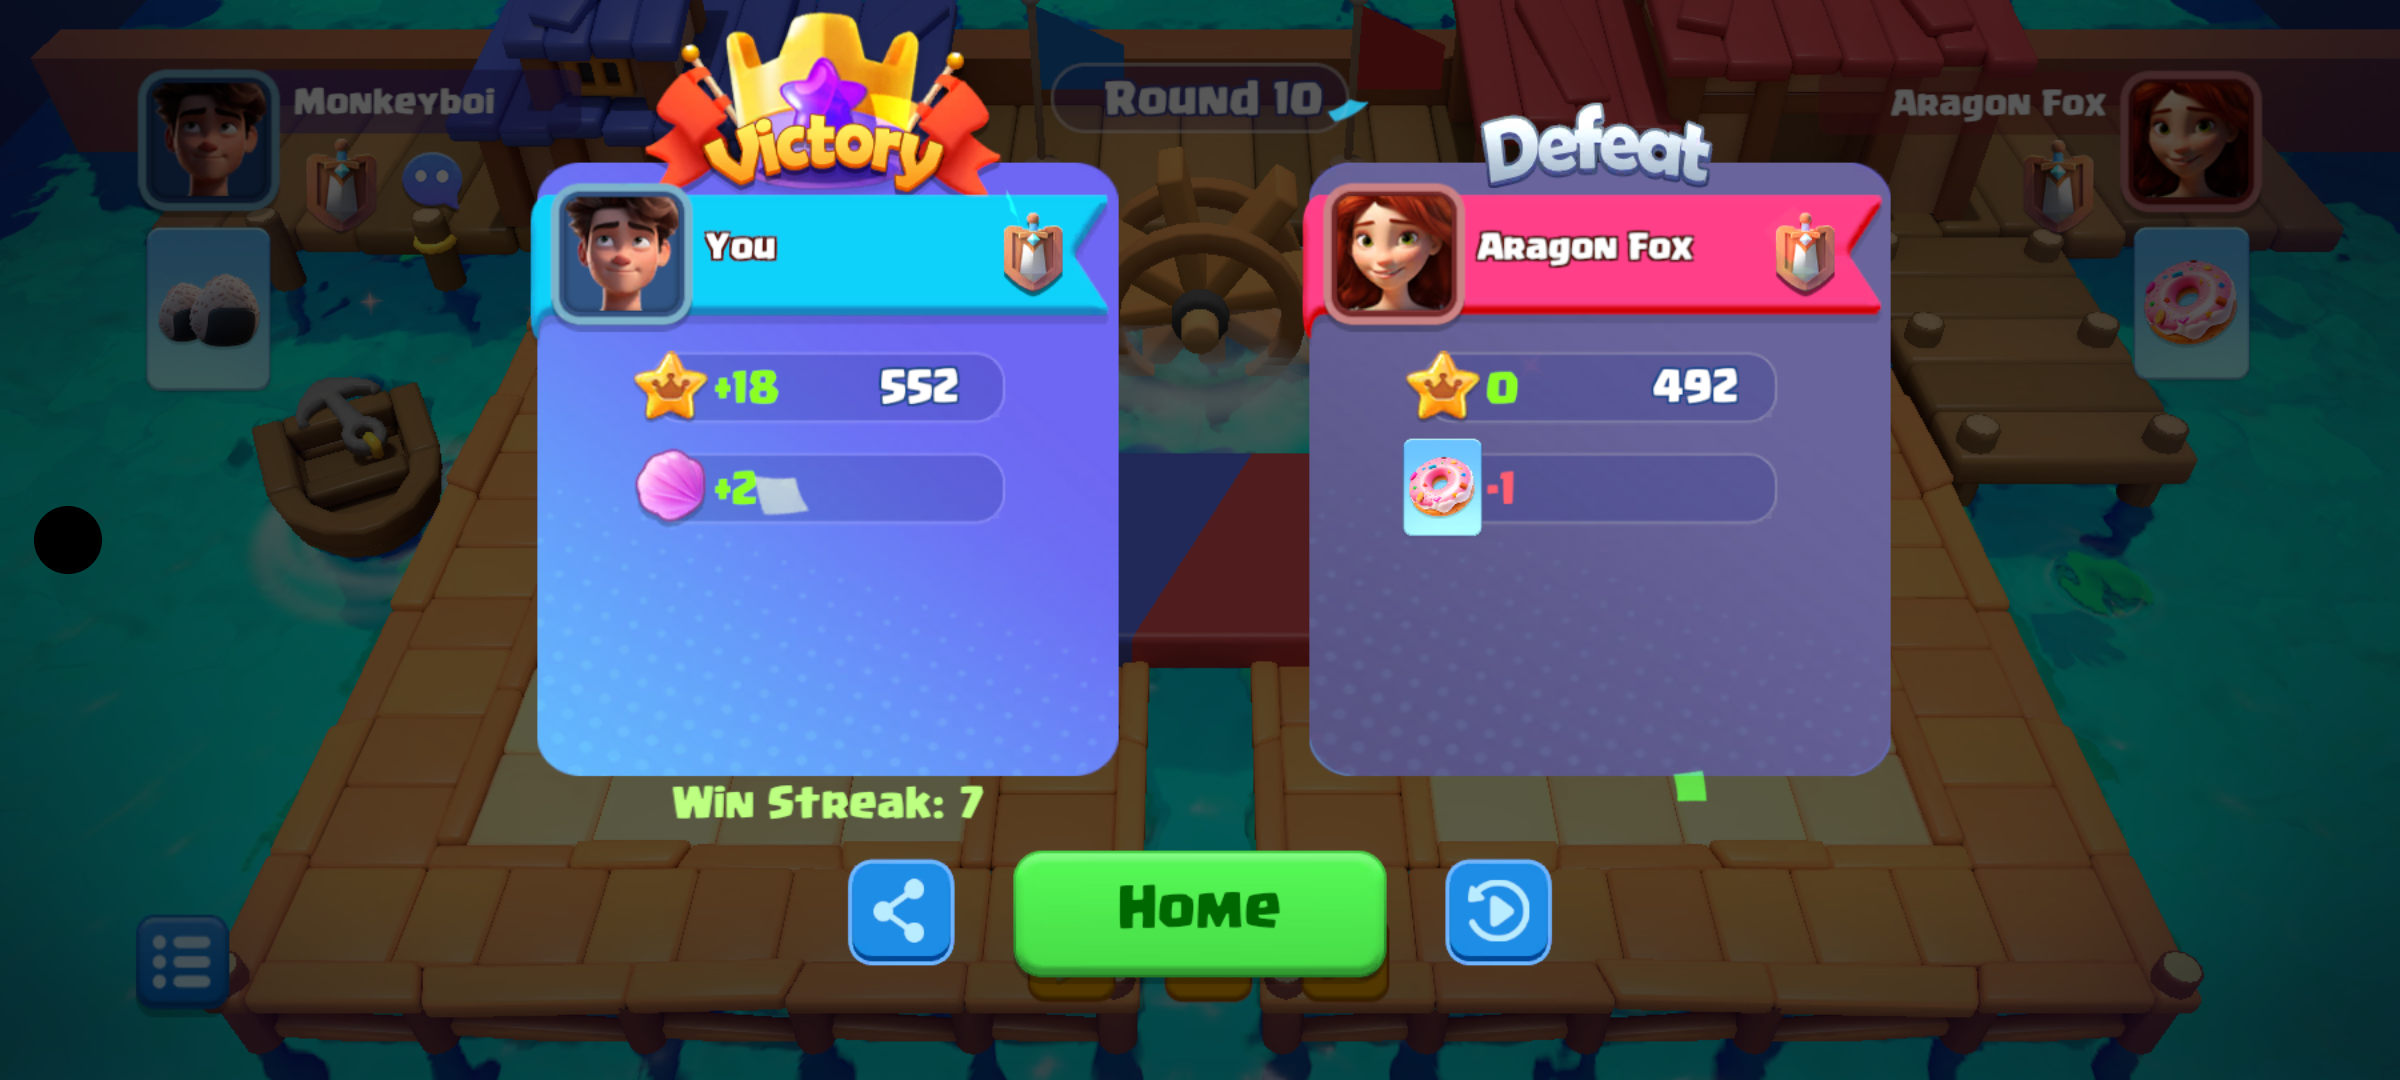 Victory
Defeat
Monkeyboi
Round 10
Aragon Fox
You
Aragon Fox
+18
552
0
492
+2
-1
Win Streak: 7
Home